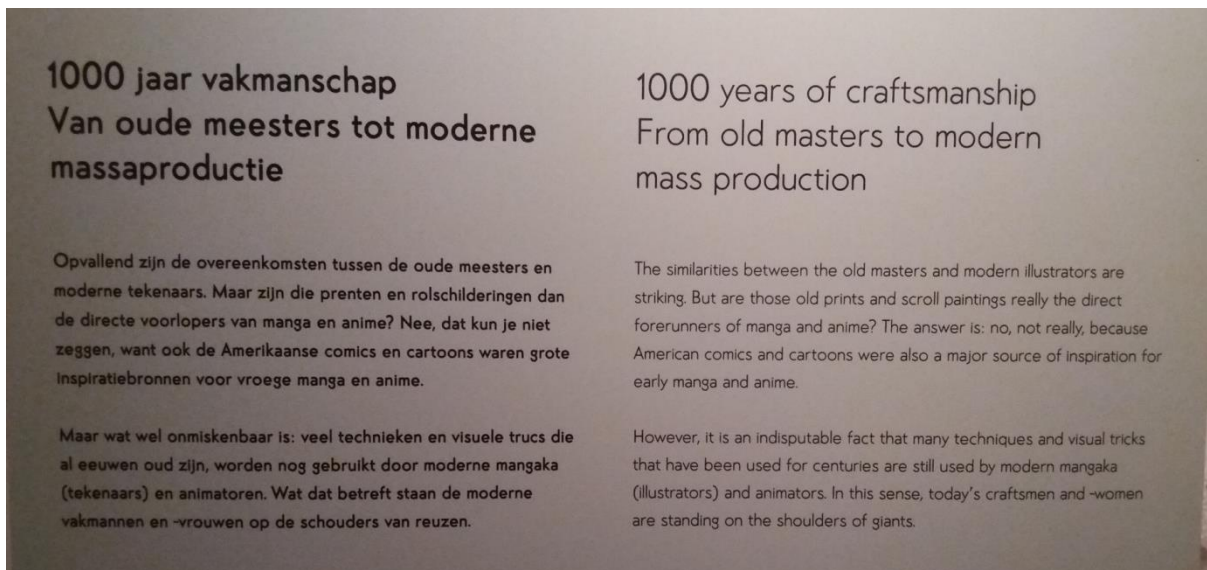 1000 jaar vakmanschap
Van oude meesters tot moderne
massaproductie
Opvallend zijn de overeenkomsten tussen de oude meesters en
moderne tekenaars. Maar zijn die prenten en rolschilderingen dan
de directe voorlopers van manga en anime? Nee, dat kun je niet
zeggen, want ook de Amerikaanse comics en cartoons waren grote
inspiratiebronnen voor vroege manga en anime.
Maar wat wel onmiskenbaar is: veel technieken en visuele trucs die
al eeuwen oud zijn, worden nog gebruikt door moderne mangaka
(tekenaars) en animatoren. Wat dat betreft staan de moderne
vakmannen en -vrouwen op de schouders van reuzen.
1000 years of craftsmanship
From old masters to modern
mass production
The similarities between the old masters and modern illustrators are
striking. But are those old prints and scroll paintings really the direct
forerunners of manga and anime? The answer is: no, not really, because
American comics and cartoons were also a major source of inspiration for
early manga and anime.
However, it is an indisputable fact that many techniques and visual tricks
that have been used for centuries are still used by modern mangaka
(illustrators) and animators. In this sense, today's craftsmen and -women
are standing on the shoulders of giants.